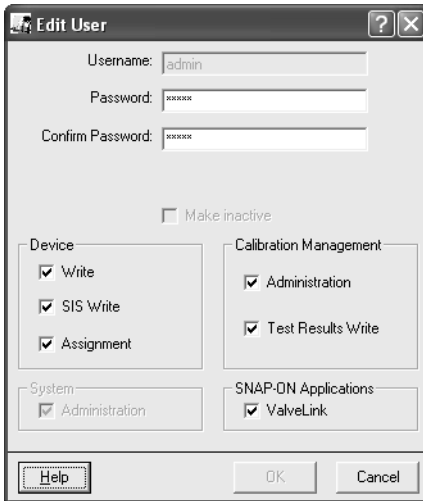 Edit User
Username: admin
Password: *****
Confirm Password: *****
Make inactive
Device
Write
SIS Write
Assignment
Calibration Management
Administration
Test Results Write
System
Administration
SNAP-ON Applications
ValveLink
Help
OK
Cancel